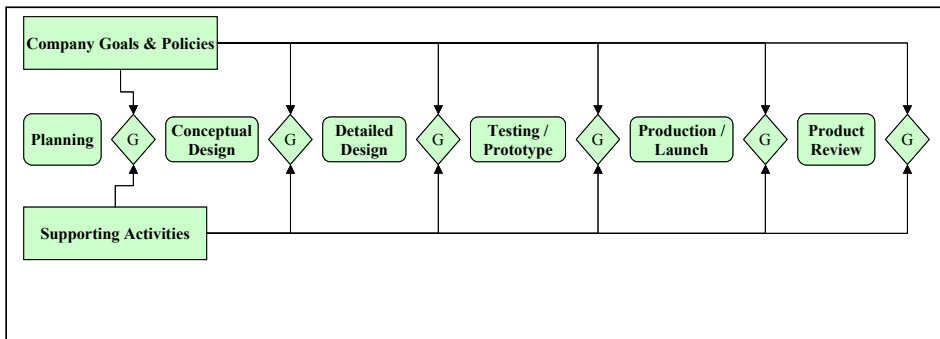 Company Goals & Policies
Planning
G
Conceptual
Design
G
Detailed
Design
G
Testing /
Prototype
G
Production /
Launch
G
Product
Review
G
Supporting Activities